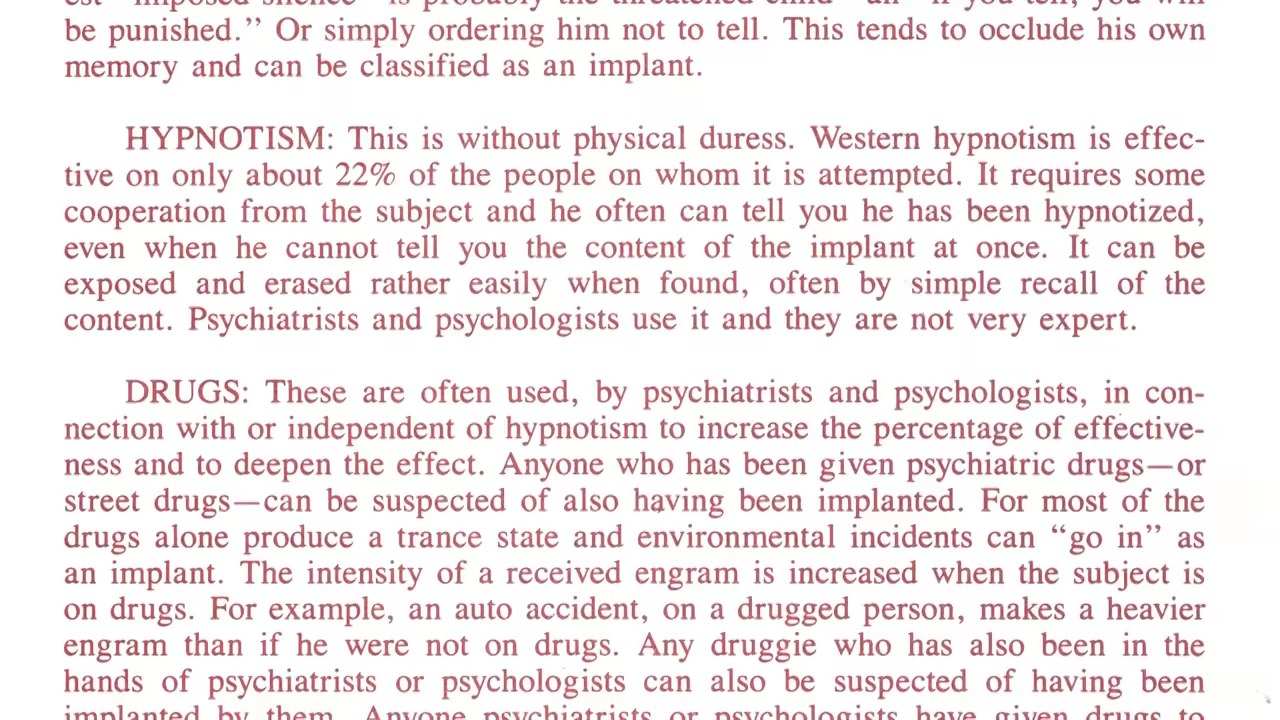 be punished.” Or simply ordering him not to tell. This tends to occlude his own
memory and can be classified as an implant.
HYPNOTISM: This is without physical duress. Western hypnotism is effec-
tive on only about 22% of the people on whom it is attempted. It requires some
cooperation from the subject and he often can tell you he has been hypnotized,
even when he cannot tell you the content of the implant at once. It can be
exposed and erased rather easily when found, often by simple recall of the
content. Psychiatrists and psychologists use it and they are not very expert.
DRUGS: These are often used, by psychiatrists and psychologists, in con-
nection with or independent of hypnotism to increase the percentage of effective-
ness and to deepen the effect. Anyone who has been given psychiatric drugs—or
street drugs—can be suspected of also having been implanted. For most of the
drugs alone produce a trance state and environmental incidents can “go in” as
an implant. The intensity of a received engram is increased when the subject is
on drugs. For example, an auto accident, on a drugged person, makes a heavier
engram than if he were not on drugs. Any druggie who has also been in the
hands of psychiatrists or psychologists can also be suspected of having been
implanted by them. Anyone psychiatrists or psychologists have given drugs to